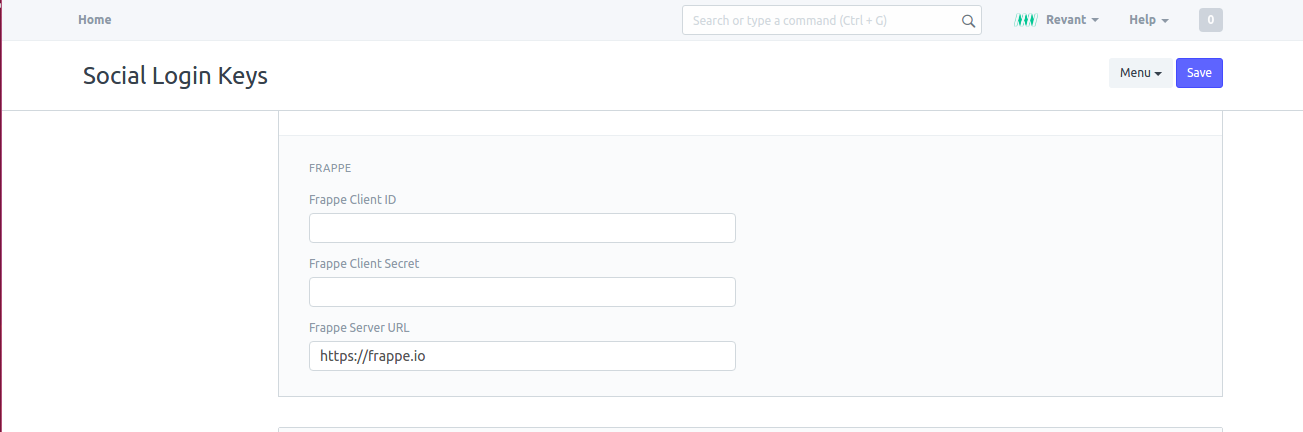 Home
Search or type a command (Ctrl + G)
Revant
Help
0
Social Login Keys
Menu
Save
FRAPPE
Frappe Client ID
Frappe Client Secret
Frappe Server URL
https://frappe.io